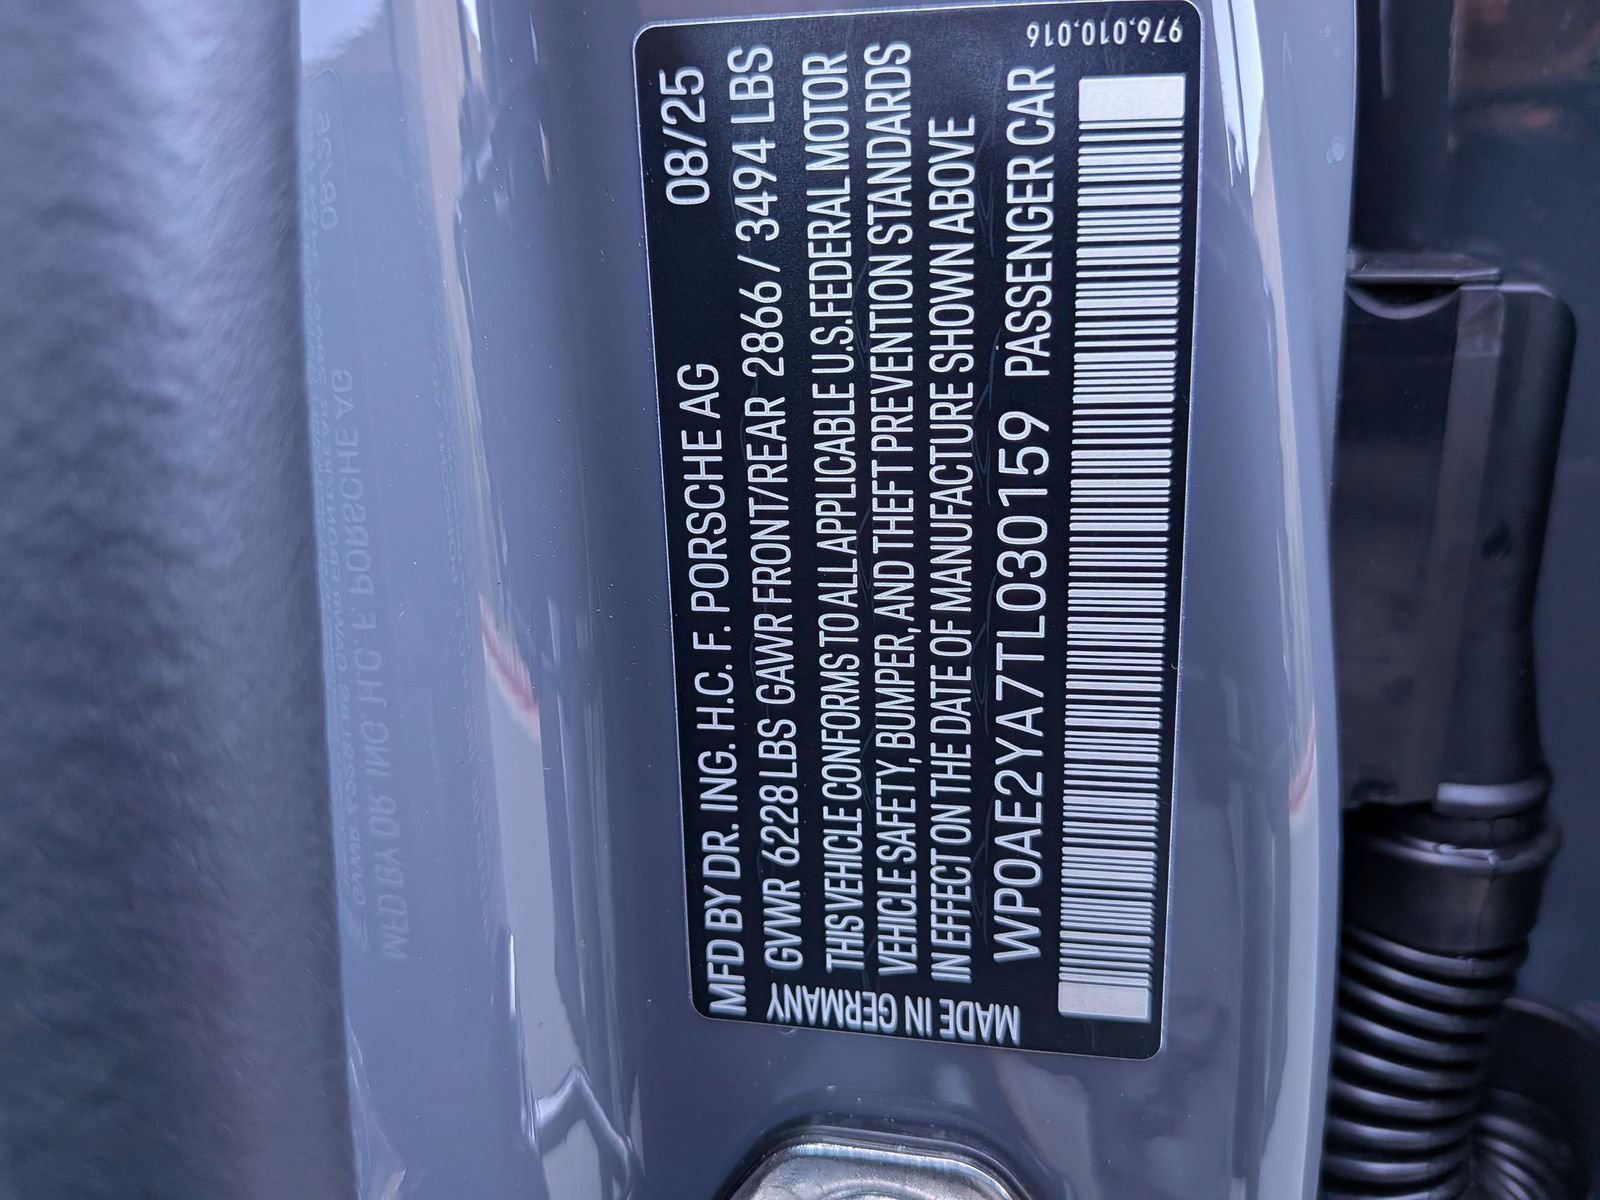 MFD BY DR. ING. H.C. F. PORSCHE AG 08/25
GVWR 6228 LBS GAWR FRONT/REAR 2866 / 3494 LBS
THIS VEHICLE CONFORMS TO ALL APPLICABLE U.S.FEDERAL MOTOR
VEHICLE SAFETY, BUMPER, AND THEFT PREVENTION STANDARDS
IN EFFECT ON THE DATE OF MANUFACTURE SHOWN ABOVE
WP0AE2YA7TL030159 PASSENGER CAR
MADE IN GERMANY
976.010.016